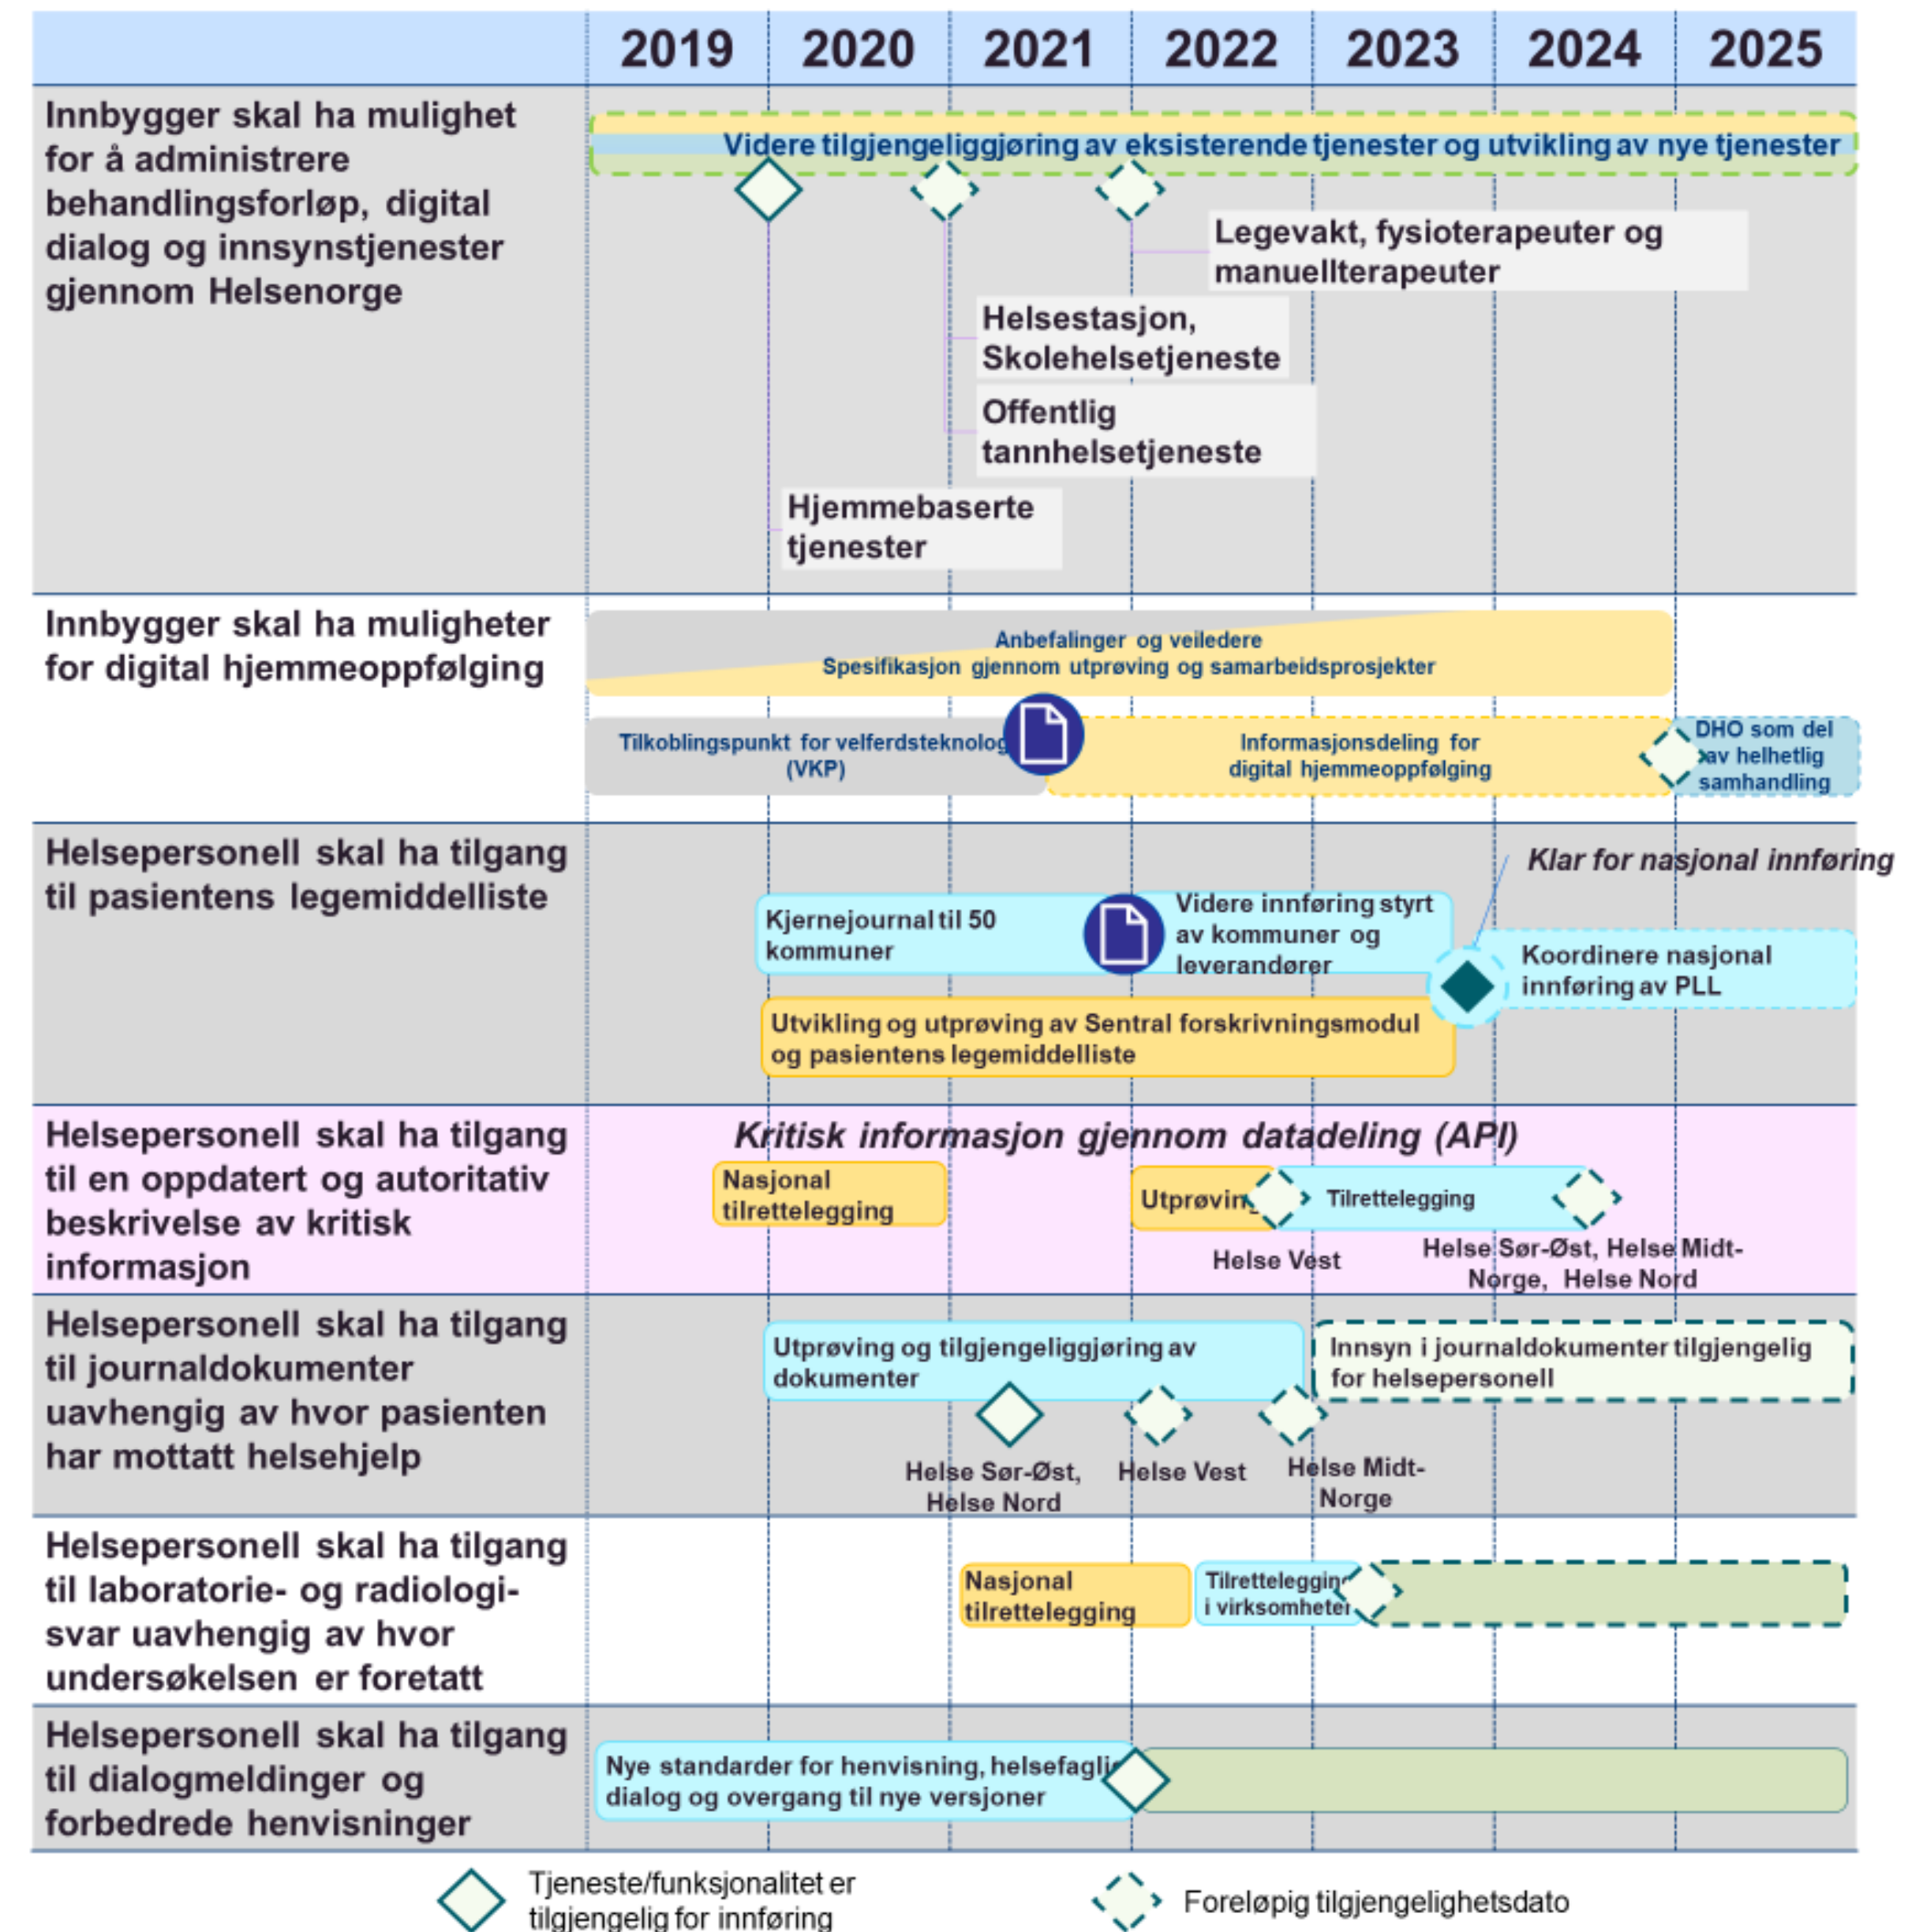 2019 2020 2021 2022 2023 2024 2025
Innbygger skal ha mulighet
for å administrere
behandlingsforløp, digital
dialog og innsynstjenester
gjennom Helsenorge
Videre tilgjengeliggjøring av eksisterende tjenester og utvikling av nye tjenester
Legevakt, fysioterapeuter og
manuellterapeuter
Helsestasjon,
Skolehelsetjeneste
Offentlig
tannhelsetjeneste
Hjemmebaserte
tjenester
Innbygger skal ha muligheter
for digital hjemmeoppfølging
Anbefalinger og veiledere
Spesifikasjon gjennom utprøving og samarbeidsprosjekter
Tilkoblingspunkt for velferdsteknolog
(VKP)
Informasjonsdeling for
digital hjemmeoppfølging
DHO som del
av helhetlig
samhandling
Helsepersonell skal ha tilgang
til pasientens legemiddelliste
Klar for nasjonal innføring
Kjernejournal til 50
kommuner
Videre innføring styrt
av kommuner og
leverandører
Koordinere nasjonal
innføring av PLL
Utvikling og utprøving av Sentral forskrivningsmodul
og pasientens legemiddelliste
Helsepersonell skal ha tilgang
til en oppdatert og autoritativ
beskrivelse av kritisk
informasjon
Kritisk informasjon gjennom datadeling (API)
Nasjonal
tilrettelegging
Utprøving
Tilrettelegging
Helse Vest
Helse Sør-Øst, Helse Midt-
Norge, Helse Nord
Helsepersonell skal ha tilgang
til journaldokumenter
uavhengig av hvor pasienten
har mottatt helsehjelp
Utprøving og tilgjengeliggjøring av
dokumenter
Innsyn i journaldokumenter tilgjengelig
for helsepersonell
Helse Sør-Øst,
Helse Nord
Helse Vest
Helse Midt-
Norge
Helsepersonell skal ha tilgang
til laboratorie- og radiologi-
svar uavhengig av hvor
undersøkelsen er foretatt
Nasjonal
tilrettelegging
Tilrettelegging
i virksomheter
Helsepersonell skal ha tilgang
til dialogmeldinger og
forbedrede henvisninger
Nye standarder for henvisning, helsefaglig
dialog og overgang til nye versjoner
Tjeneste/funksjonalitet er
tilgjengelig for innføring
Foreløpig tilgjengelighetsdato